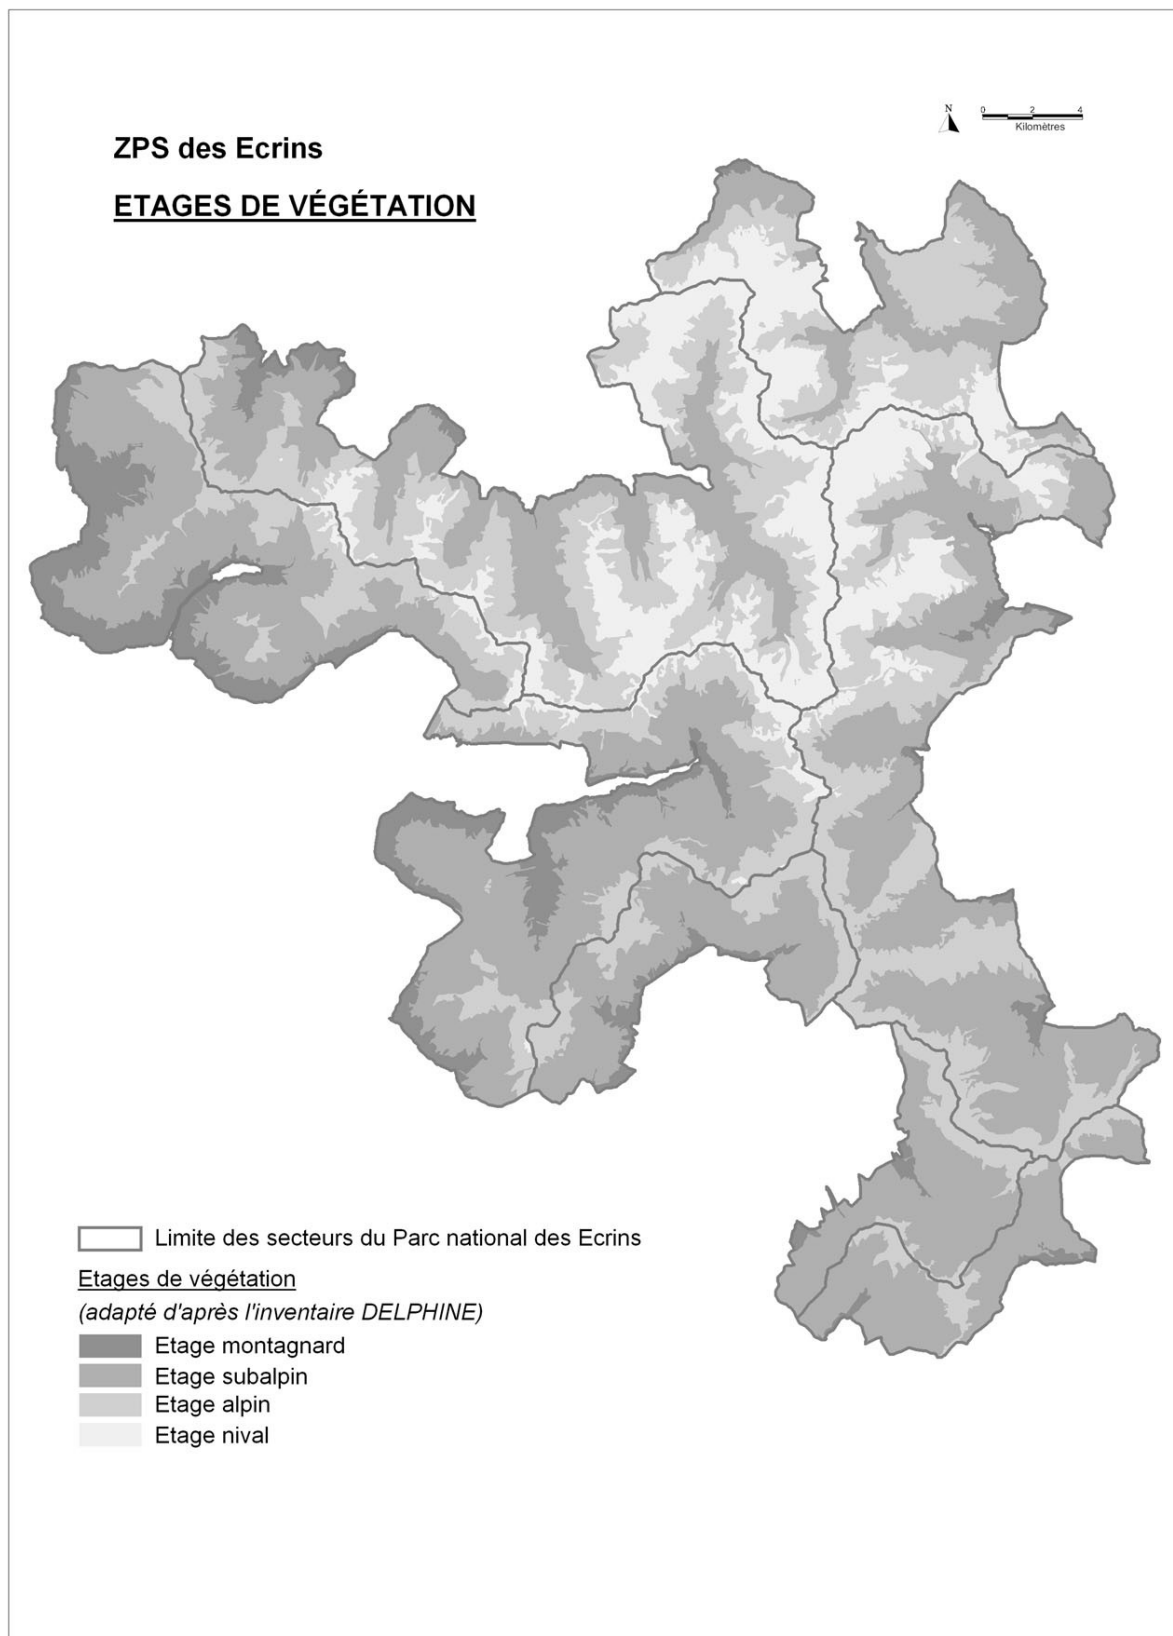 N
0 2 4
Kilomètres
ZPS des Ecrins
ETAGES DE VÉGÉTATION
Limite des secteurs du Parc national des Ecrins
Etages de végétation
(adapté d'après l'inventaire DELPHINE)
Etage montagnard
Etage subalpin
Etage alpin
Etage nival